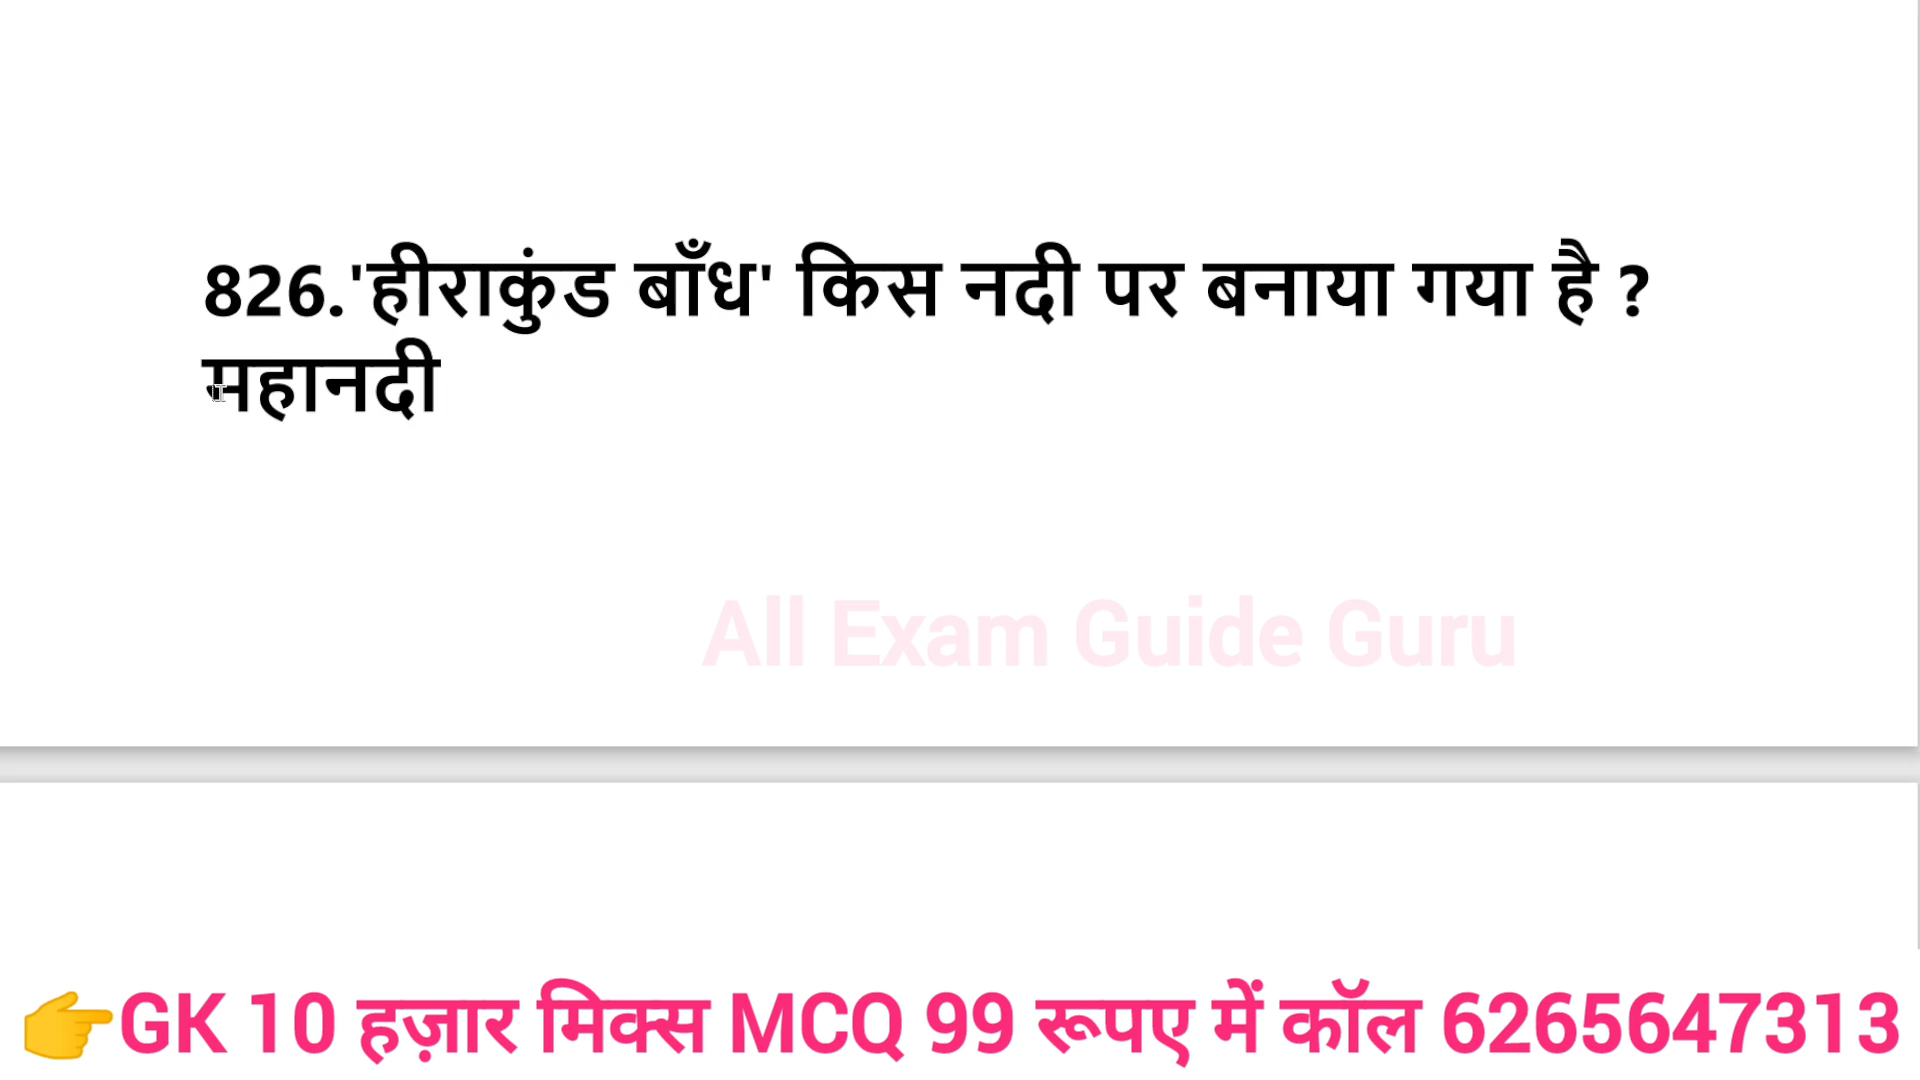 826.'हीराकुंड बाँध' किस नदी पर बनाया गया है ?
महानदी
All Exam Guide Guru
👉GK 10 हज़ार मिक्स MCQ 99 रूपए में कॉल 6265647313